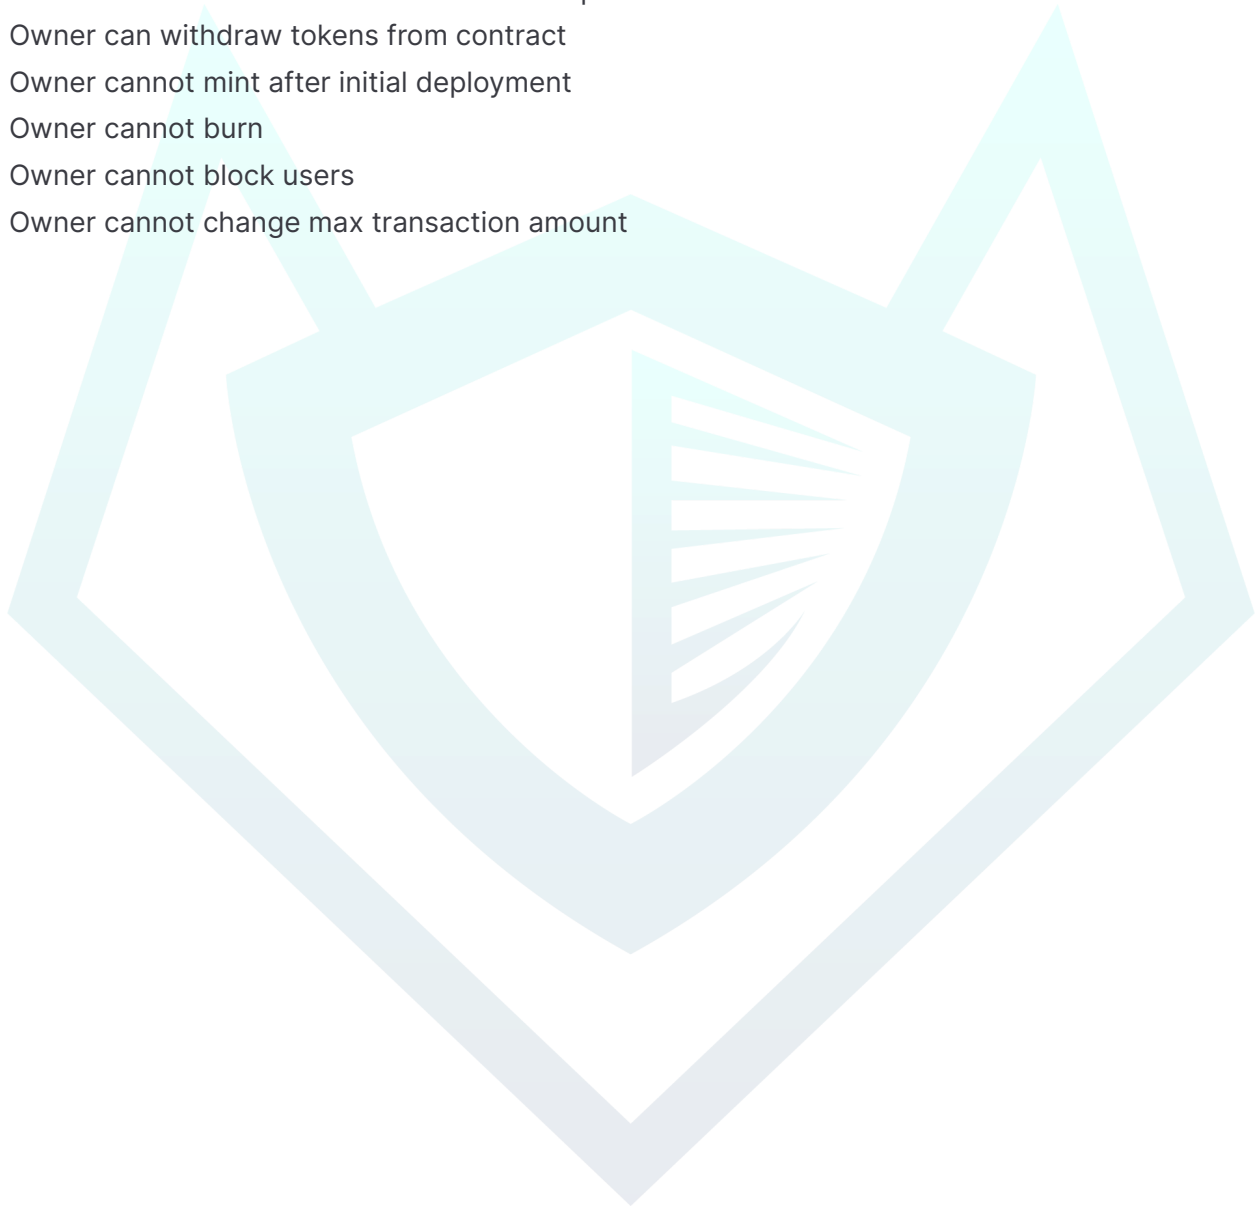 Owner can withdraw tokens from contract
Owner cannot mint after initial deployment
Owner cannot burn
Owner cannot block users
Owner cannot change max transaction amount